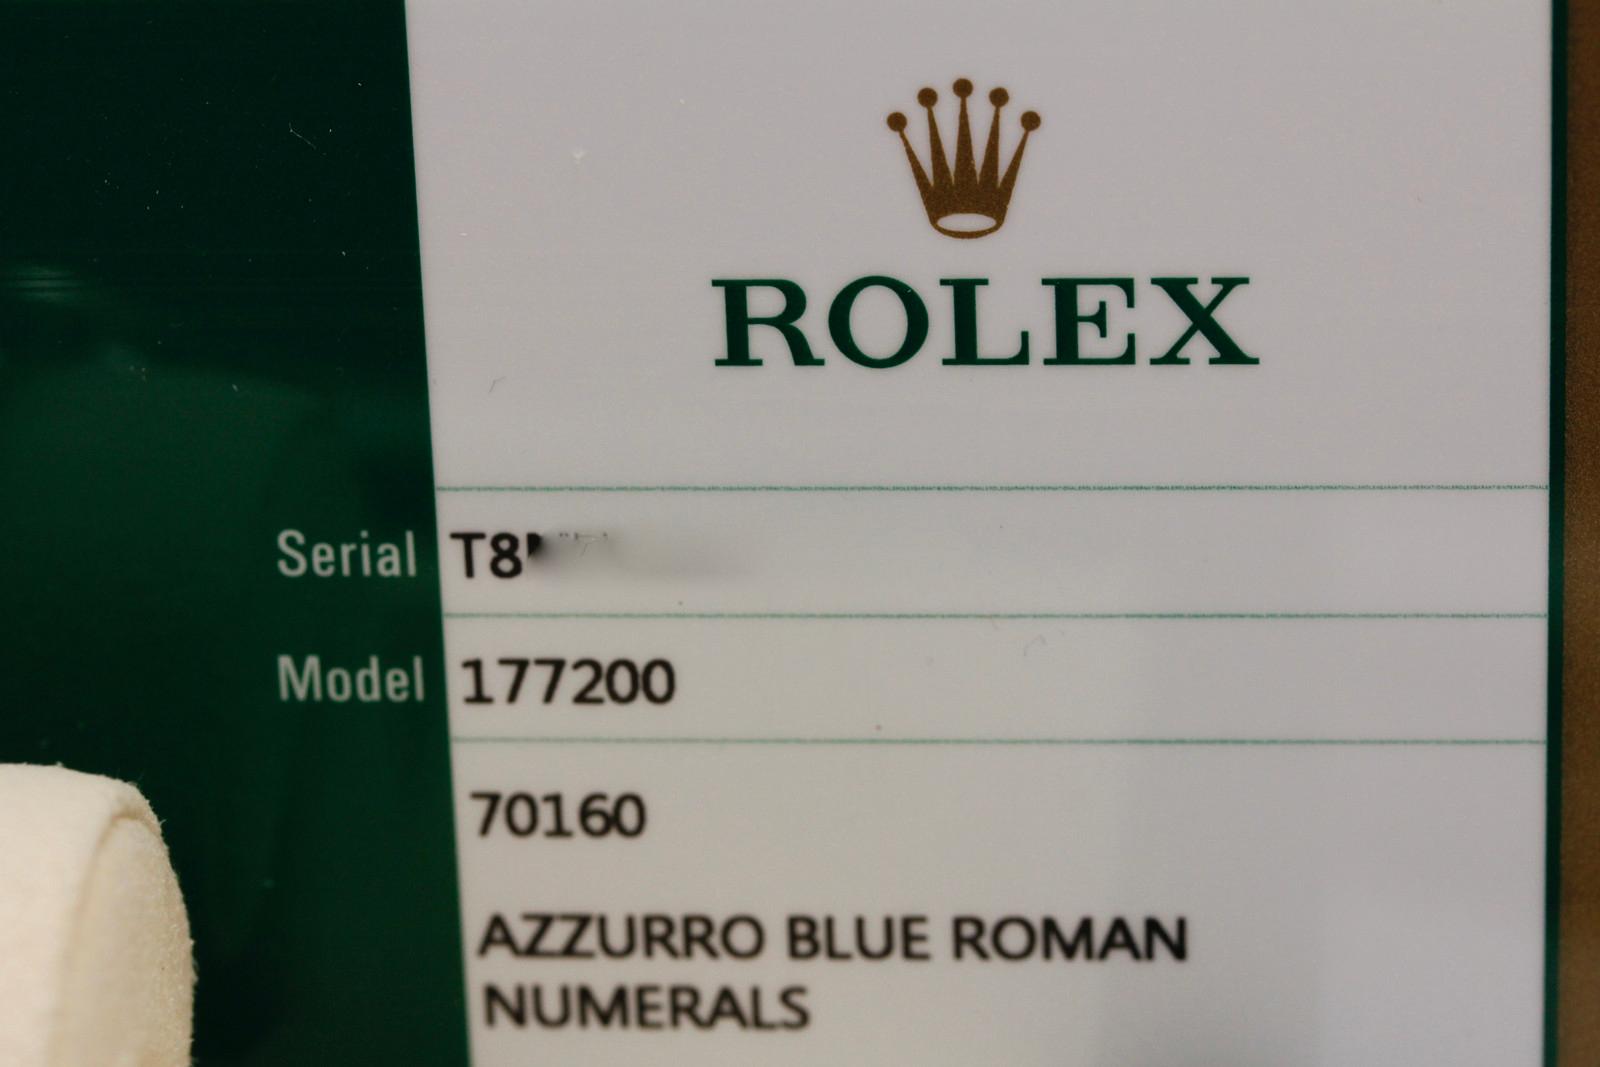 ROLEX
Serial T8
Model 177200
70160
AZZURRO BLUE ROMAN
NUMERALS